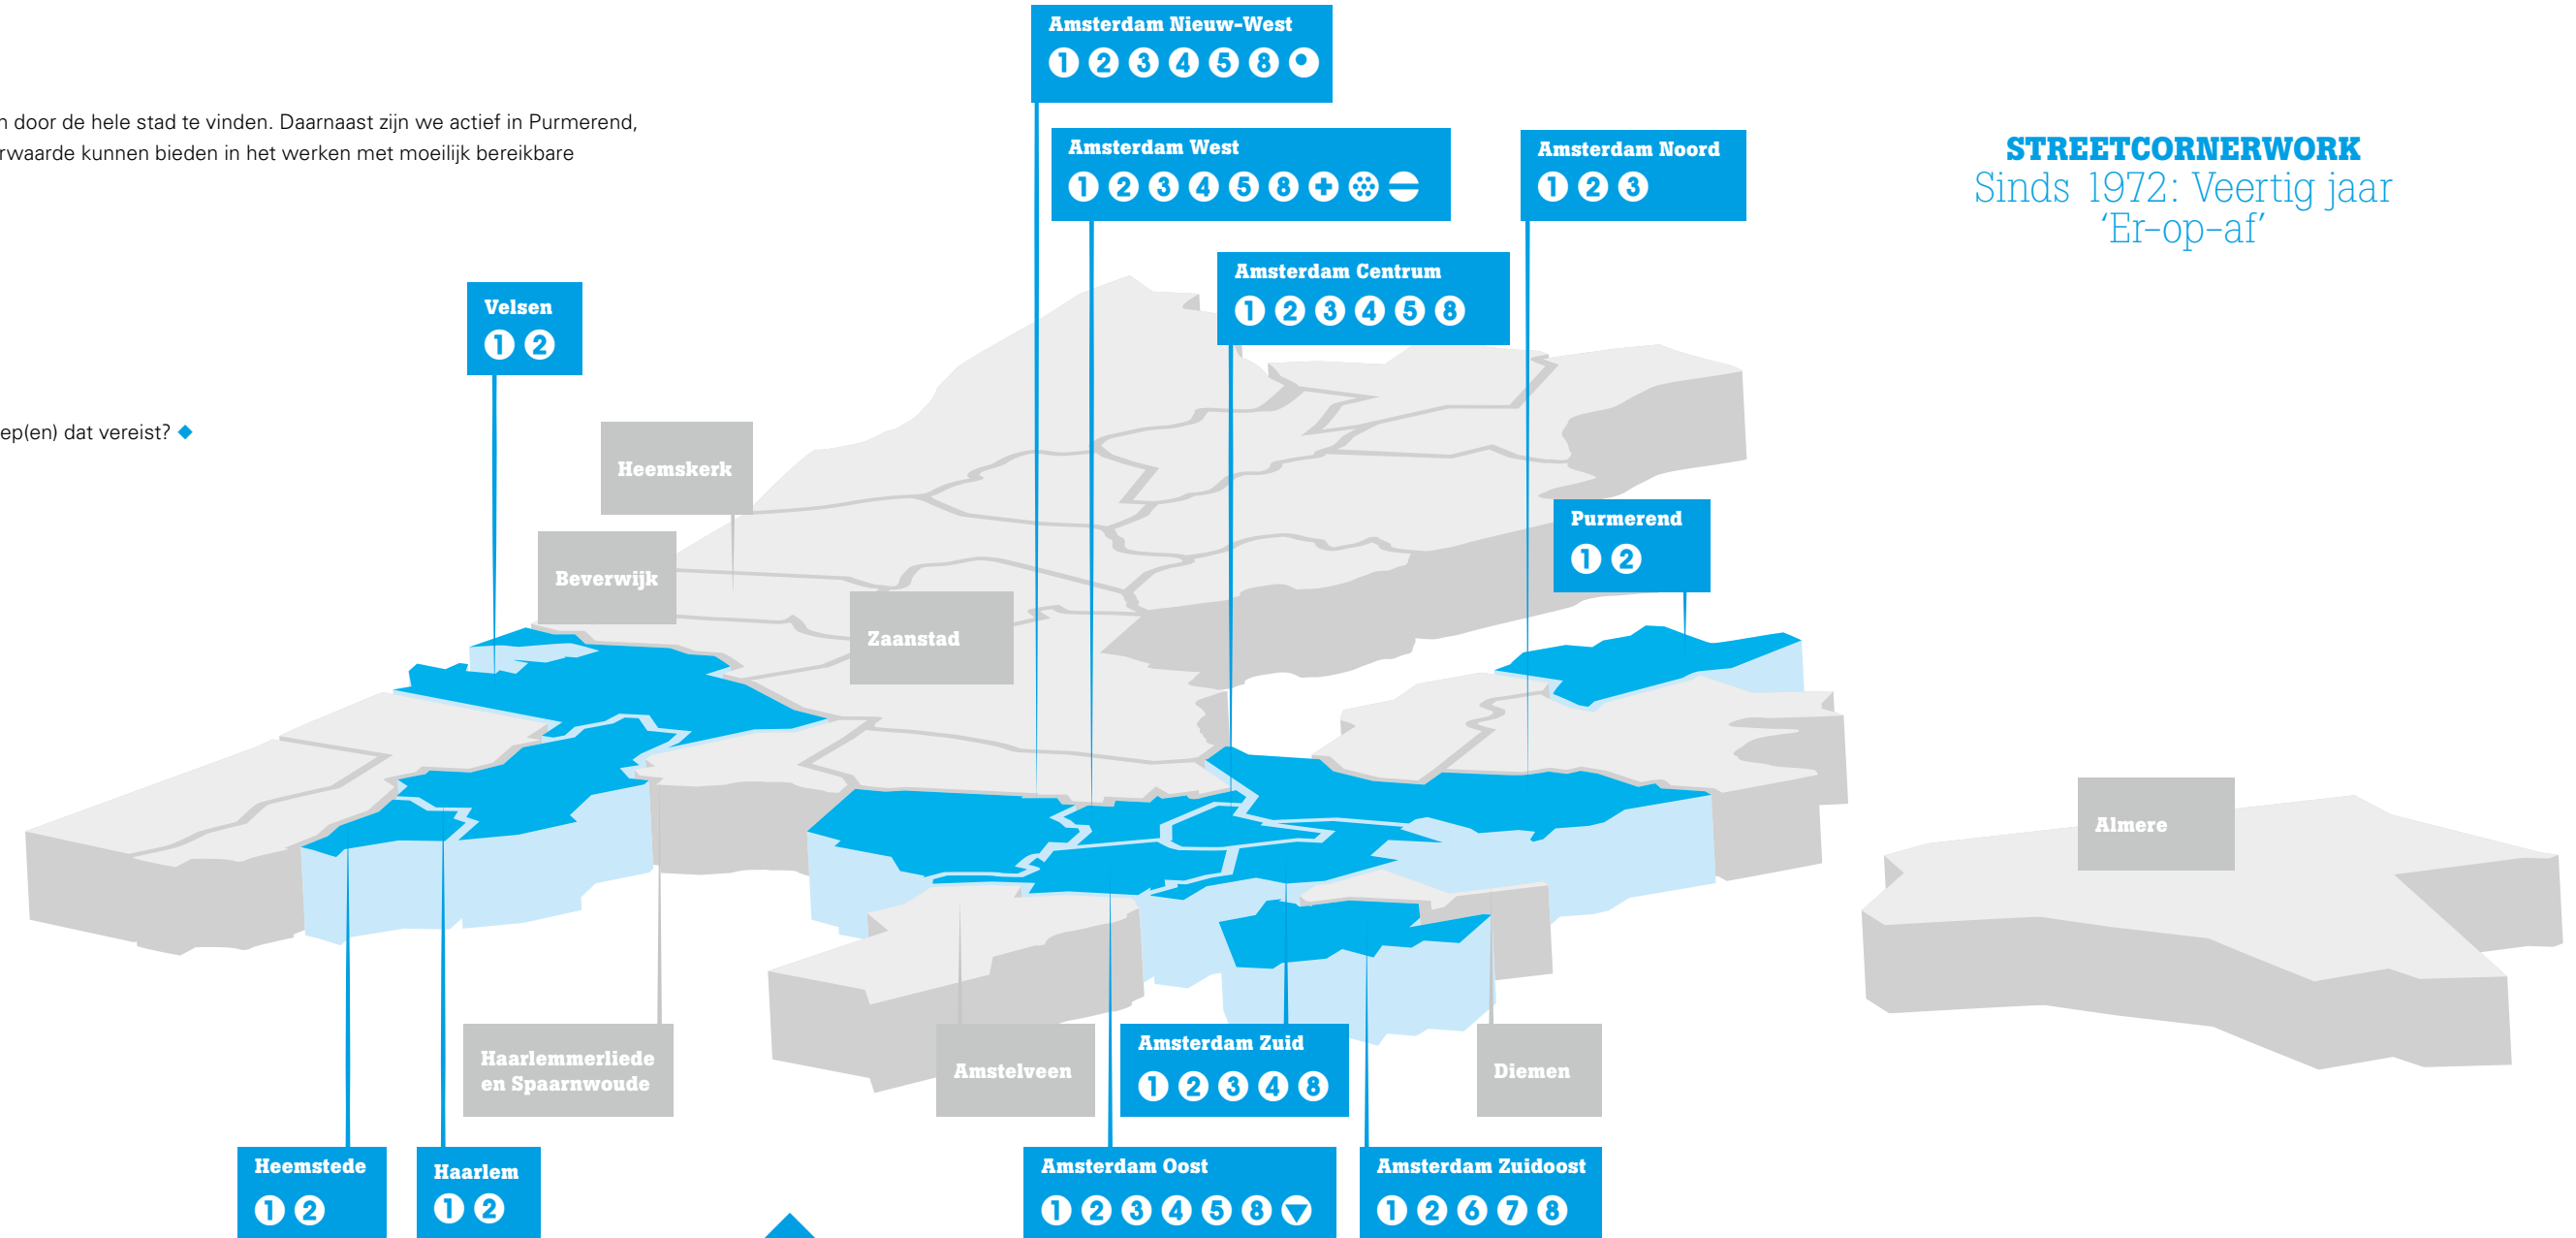 n door de hele stad te vinden. Daarnaast zijn we actief in Purmerend,
rwaarde kunnen bieden in het werken met moeilijk bereikbare
ep(en) dat vereist?
STREETCORNERWORK
Sinds 1972: Veertig jaar
‘Er-op-af’
Amsterdam Nieuw-West
1 2 3 4 5 8
Amsterdam West
1 2 3 4 5 8
Amsterdam Noord
1 2 3
Amsterdam Centrum
1 2 3 4 5 8
Velsen
1 2
Heemskerk
Purmerend
1 2
Beverwijk
Zaanstad
Almere
Haarlemmerliede
en Spaarnwoude
Amstelveen
Amsterdam Zuid
1 2 3 4 8
Diemen
Heemstede
1 2
Haarlem
1 2
Amsterdam Oost
1 2 3 4 5 8
Amsterdam Zuidoost
1 2 6 7 8